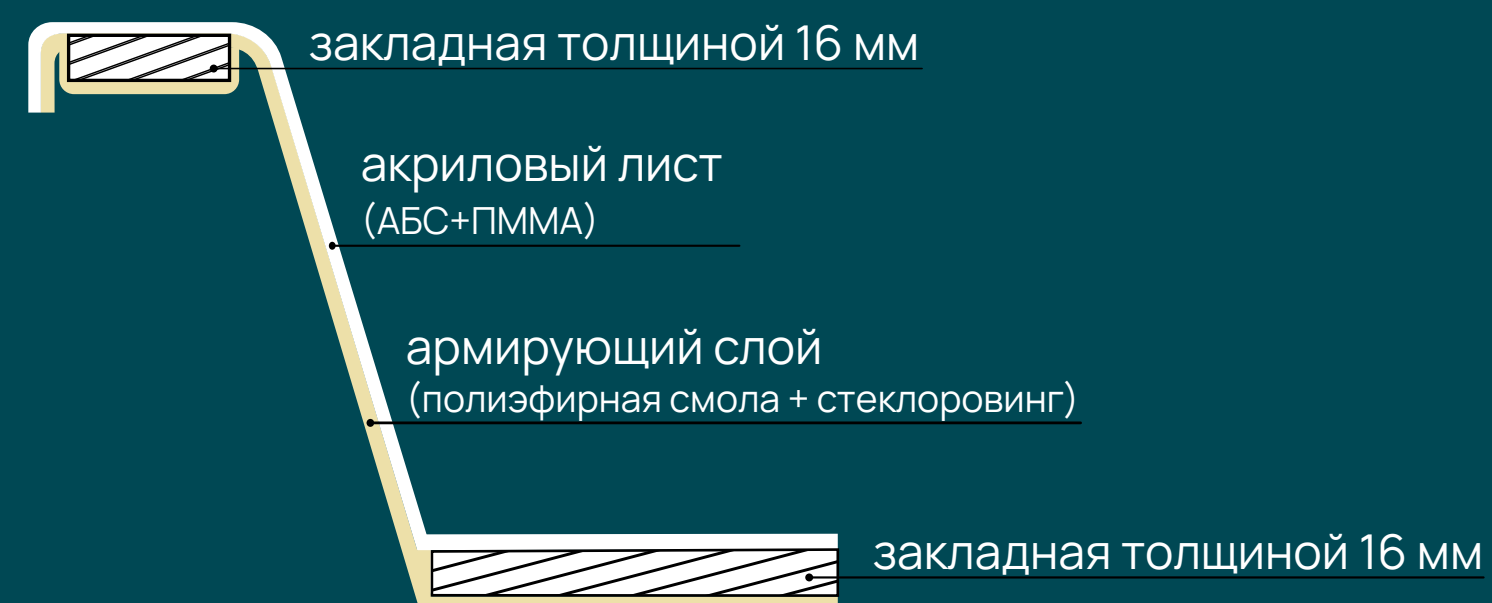 закладная толщиной 16 мм
акриловый лист
(АБС+ПММА)
армирующий слой
(полиэфирная смола + стеклоровинг)
закладная толщиной 16 мм